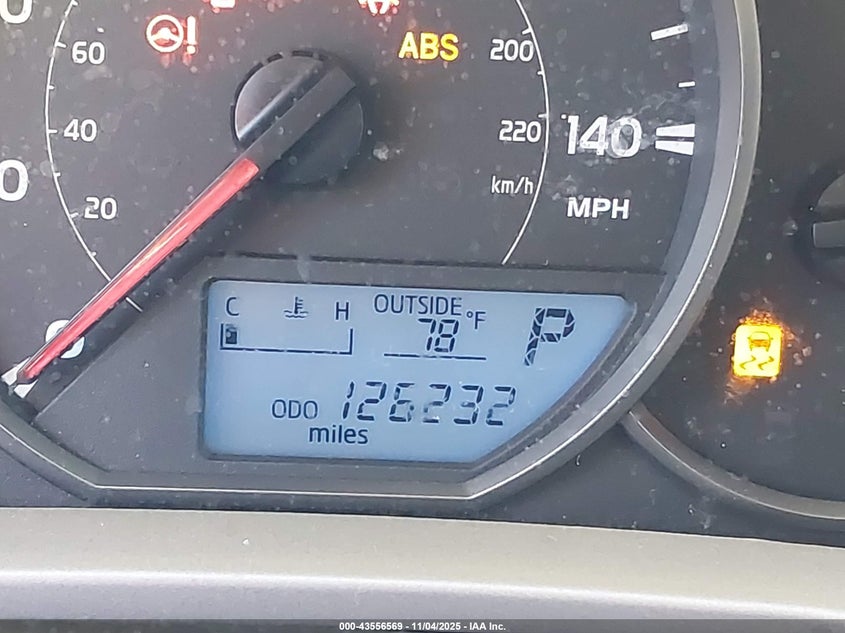 60
ABS
200
40
220
140
km/h
20
MPH
0
C
H
OUTSIDE
78 °F
P
ODO 126232
miles
000-43556569 - 11/04/2025 - IAA Inc.